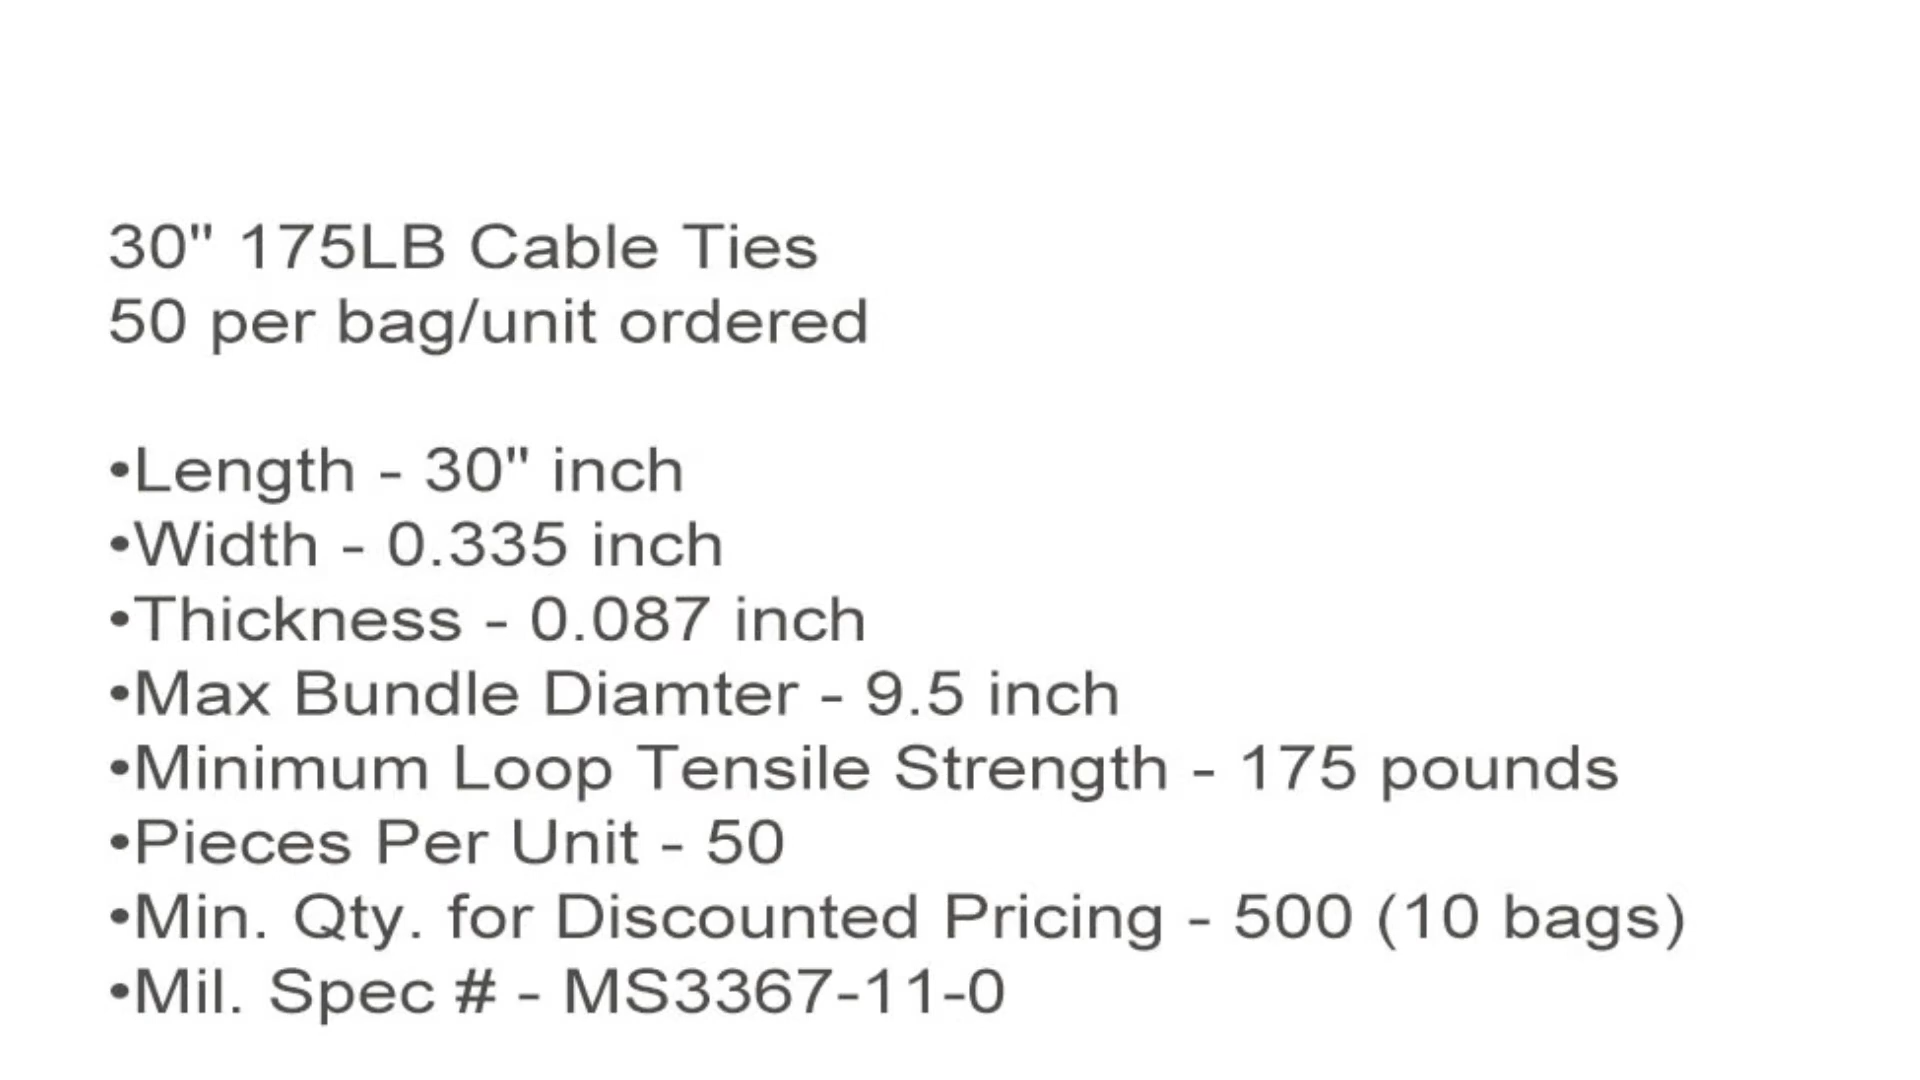 30" 175LB Cable Ties
50 per bag/unit ordered
•Length - 30" inch
•Width - 0.335 inch
•Thickness - 0.087 inch
•Max Bundle Diamter - 9.5 inch
•Minimum Loop Tensile Strength - 175 pounds
•Pieces Per Unit - 50
•Min. Qty. for Discounted Pricing - 500 (10 bags)
•Mil. Spec # - MS3367-11-0